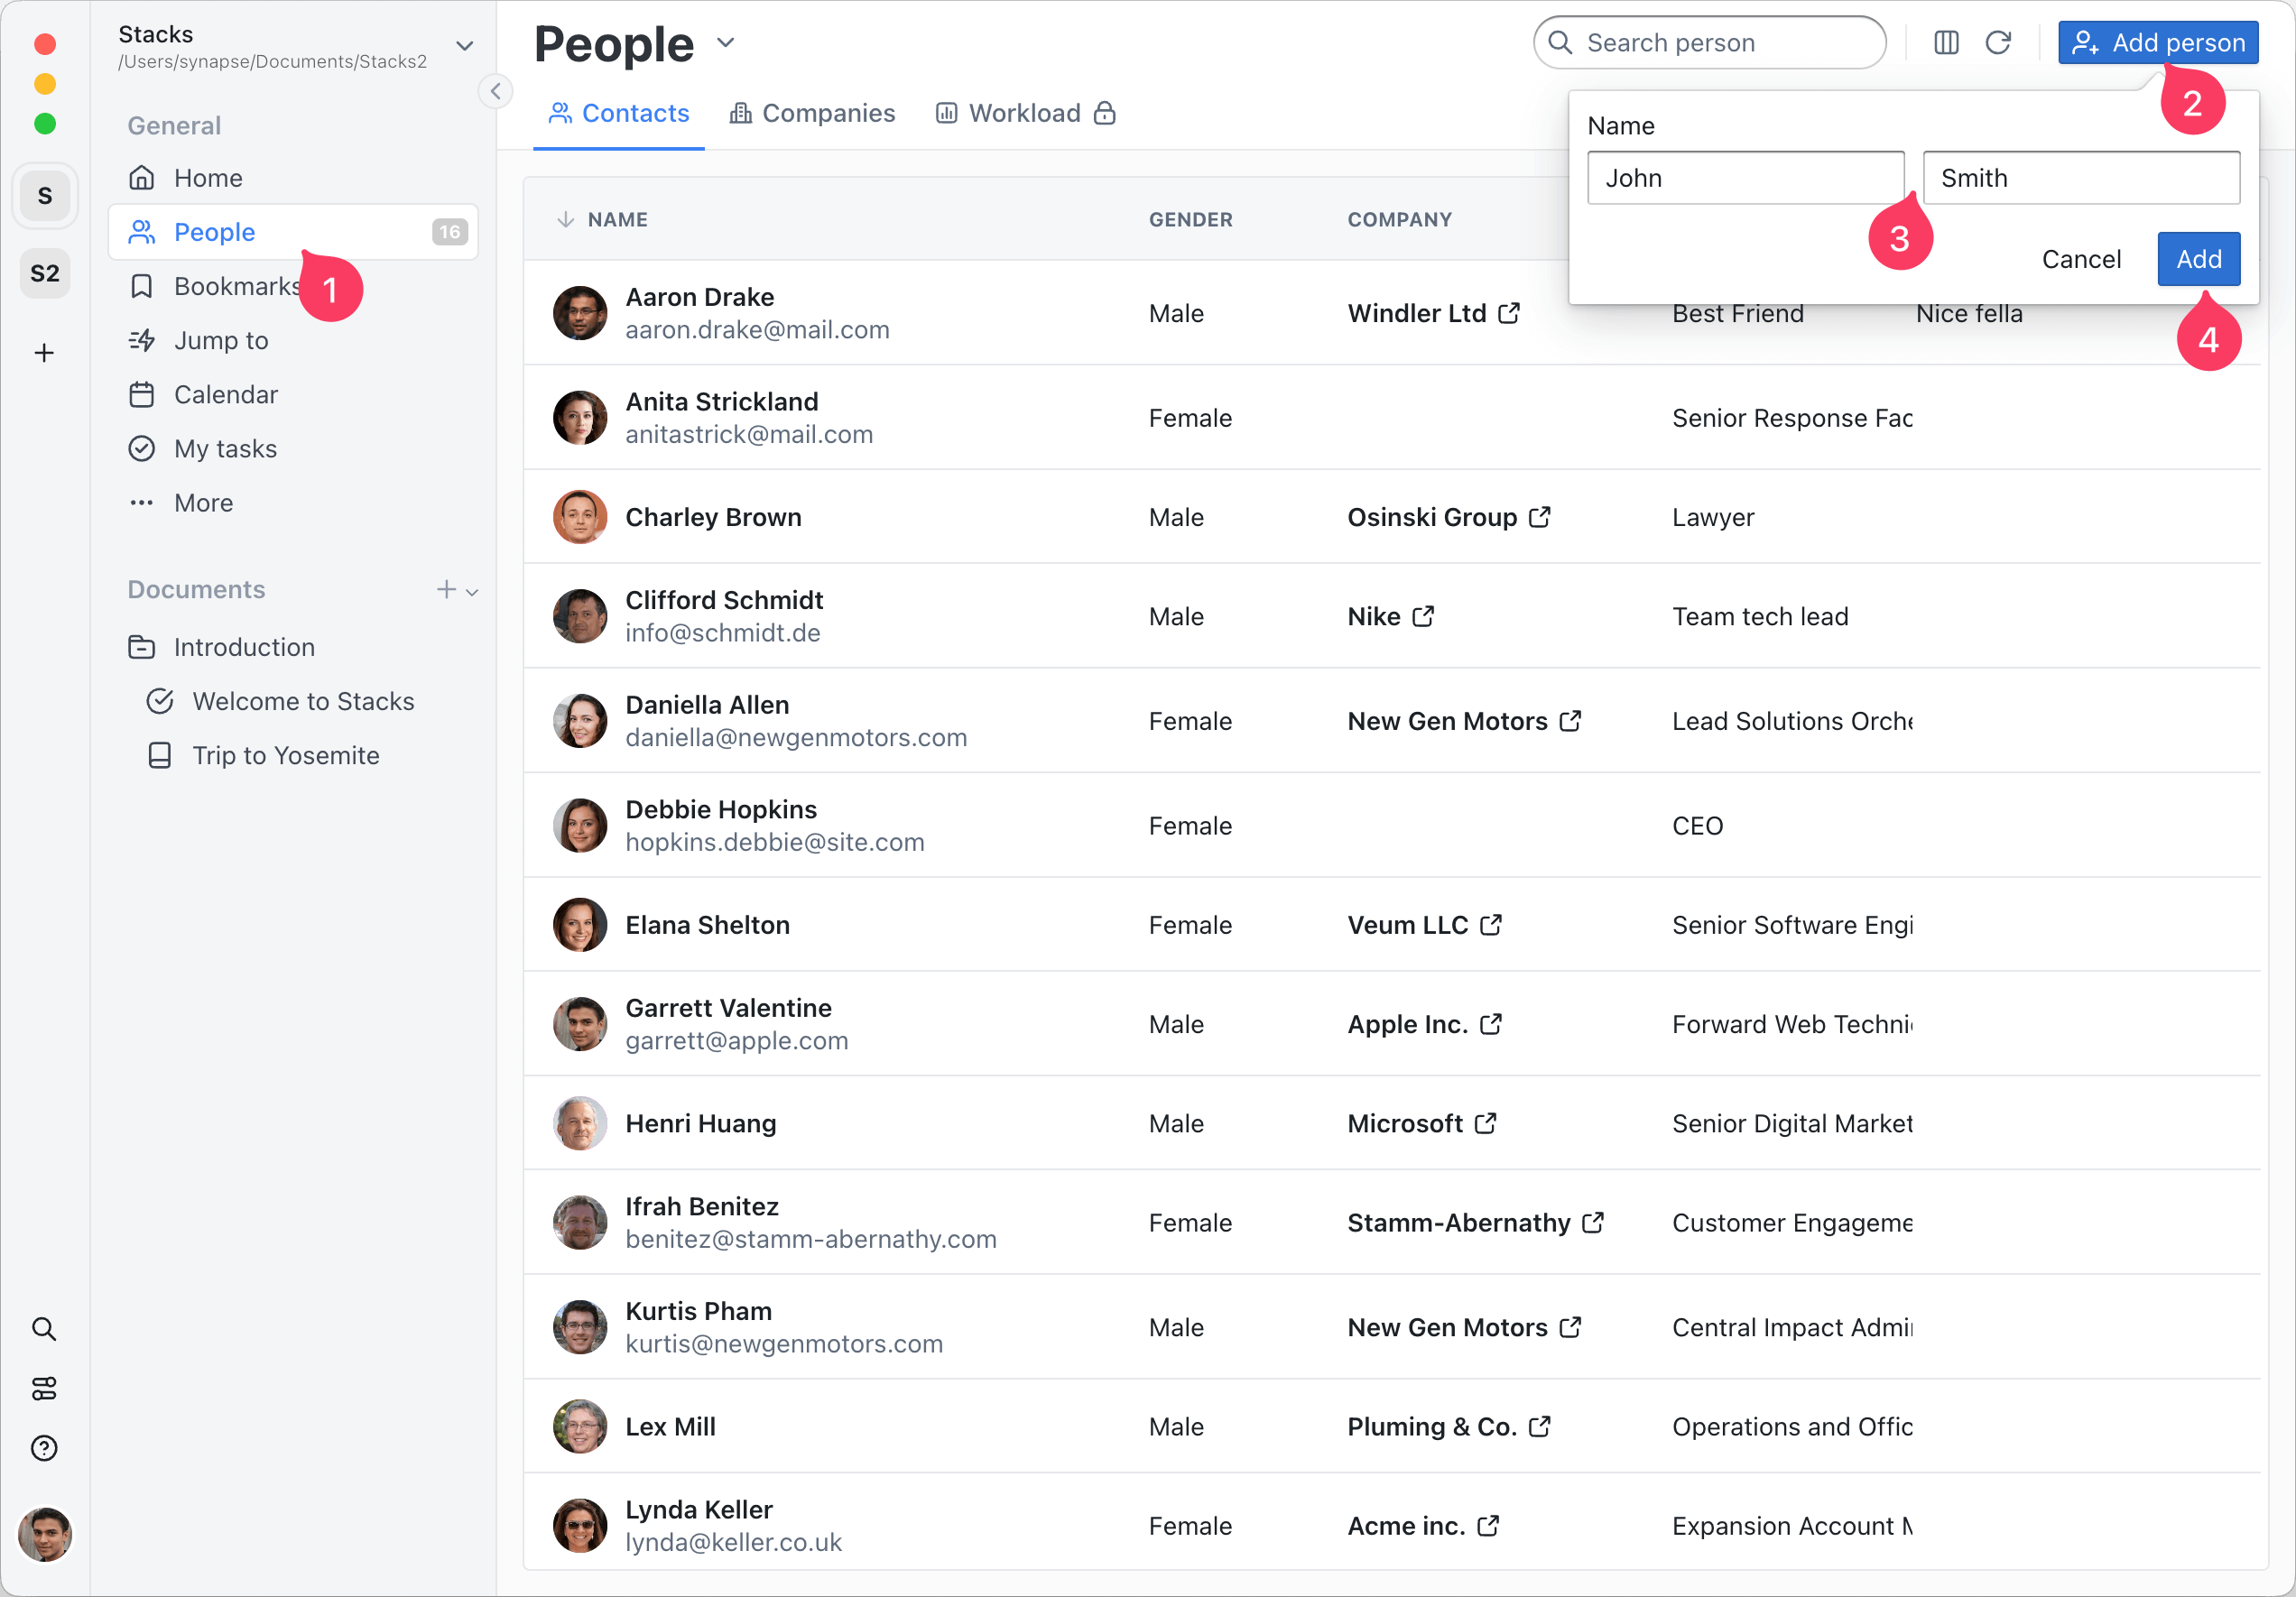 Stacks
/Users/synapse/Documents/Stacks2
S
S2
General
Home
People 16
1
Bookmarks
Jump to
Calendar
My tasks
More
Documents
Introduction
Welcome to Stacks
Trip to Yosemite
People
Search person
Add person
2
Contacts Companies Workload
Name
John Smith
3
Cancel Add
4
NAME GENDER COMPANY
Aaron Drake
aaron.drake@mail.com
Male Windler Ltd Best Friend Nice fella
Anita Strickland
anitastrick@mail.com
Female Senior Response Fac
Charley Brown Male Osinski Group Lawyer
Clifford Schmidt
info@schmidt.de
Male Nike Team tech lead
Daniella Allen
daniella@newgenmotors.com
Female New Gen Motors Lead Solutions Orche
Debbie Hopkins
hopkins.debbie@site.com
Female CEO
Elana Shelton Female Veum LLC Senior Software Engi
Garrett Valentine
garrett@apple.com
Male Apple Inc. Forward Web Techni
Henri Huang Male Microsoft Senior Digital Market
Ifrah Benitez
benitez@stamm-abernathy.com
Female Stamm-Abernathy Customer Engageme
Kurtis Pham
kurtis@newgenmotors.com
Male New Gen Motors Central Impact Admi
Lex Mill Male Pluming & Co. Operations and Offic
Lynda Keller
lynda@keller.co.uk
Female Acme inc. Expansion Account M